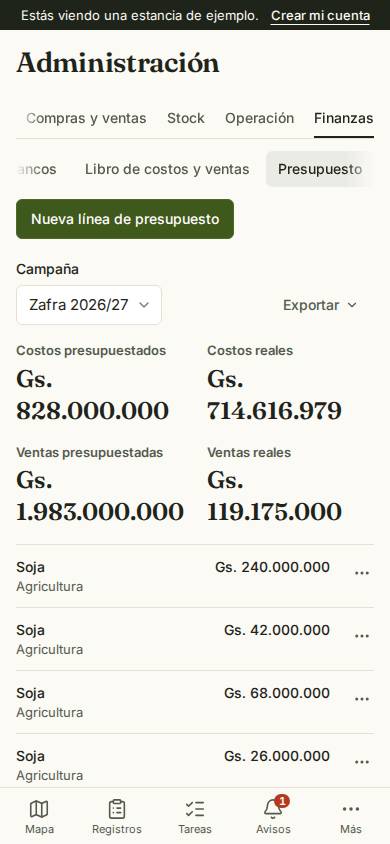 Estás viendo una estancia de ejemplo. Crear mi cuenta
Administración
Compras y ventas Stock Operación Finanzas
ancos Libro de costos y ventas Presupuesto
Nueva línea de presupuesto
Campaña
Zafra 2026/27 Exportar
Costos presupuestados Costos reales
Gs. Gs.
828.000.000 714.616.979
Ventas presupuestadas Ventas reales
Gs. Gs.
1.983.000.000 119.175.000
Soja Gs. 240.000.000
Agricultura
Soja Gs. 42.000.000
Agricultura
Soja Gs. 68.000.000
Agricultura
Soja Gs. 26.000.000
Agricultura
1
Mapa Registros Tareas Avisos Más